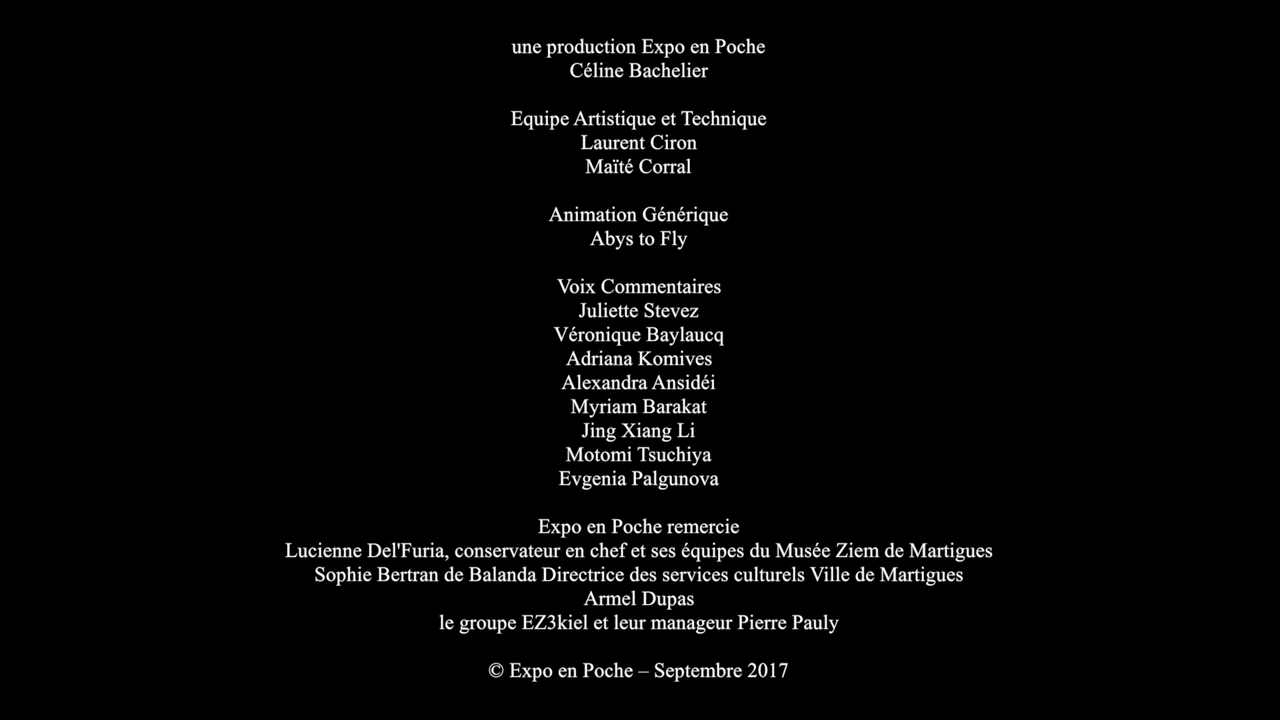 une production Expo en Poche
Céline Bachelier
Equipe Artistique et Technique
Laurent Ciron
Maïté Corral
Animation Générique
Abys to Fly
Voix Commentaires
Juliette Stevez
Véronique Baylaucq
Adriana Komives
Alexandra Ansidéi
Myriam Barakat
Jing Xiang Li
Motomi Tsuchiya
Evgenia Palgunova
Expo en Poche remercie
Lucienne Del'Furia, conservateur en chef et ses équipes du Musée Ziem de Martigues
Sophie Bertran de Balanda Directrice des services culturels Ville de Martigues
Armel Dupas
le groupe EZ3kiel et leur manageur Pierre Pauly
© Expo en Poche – Septembre 2017